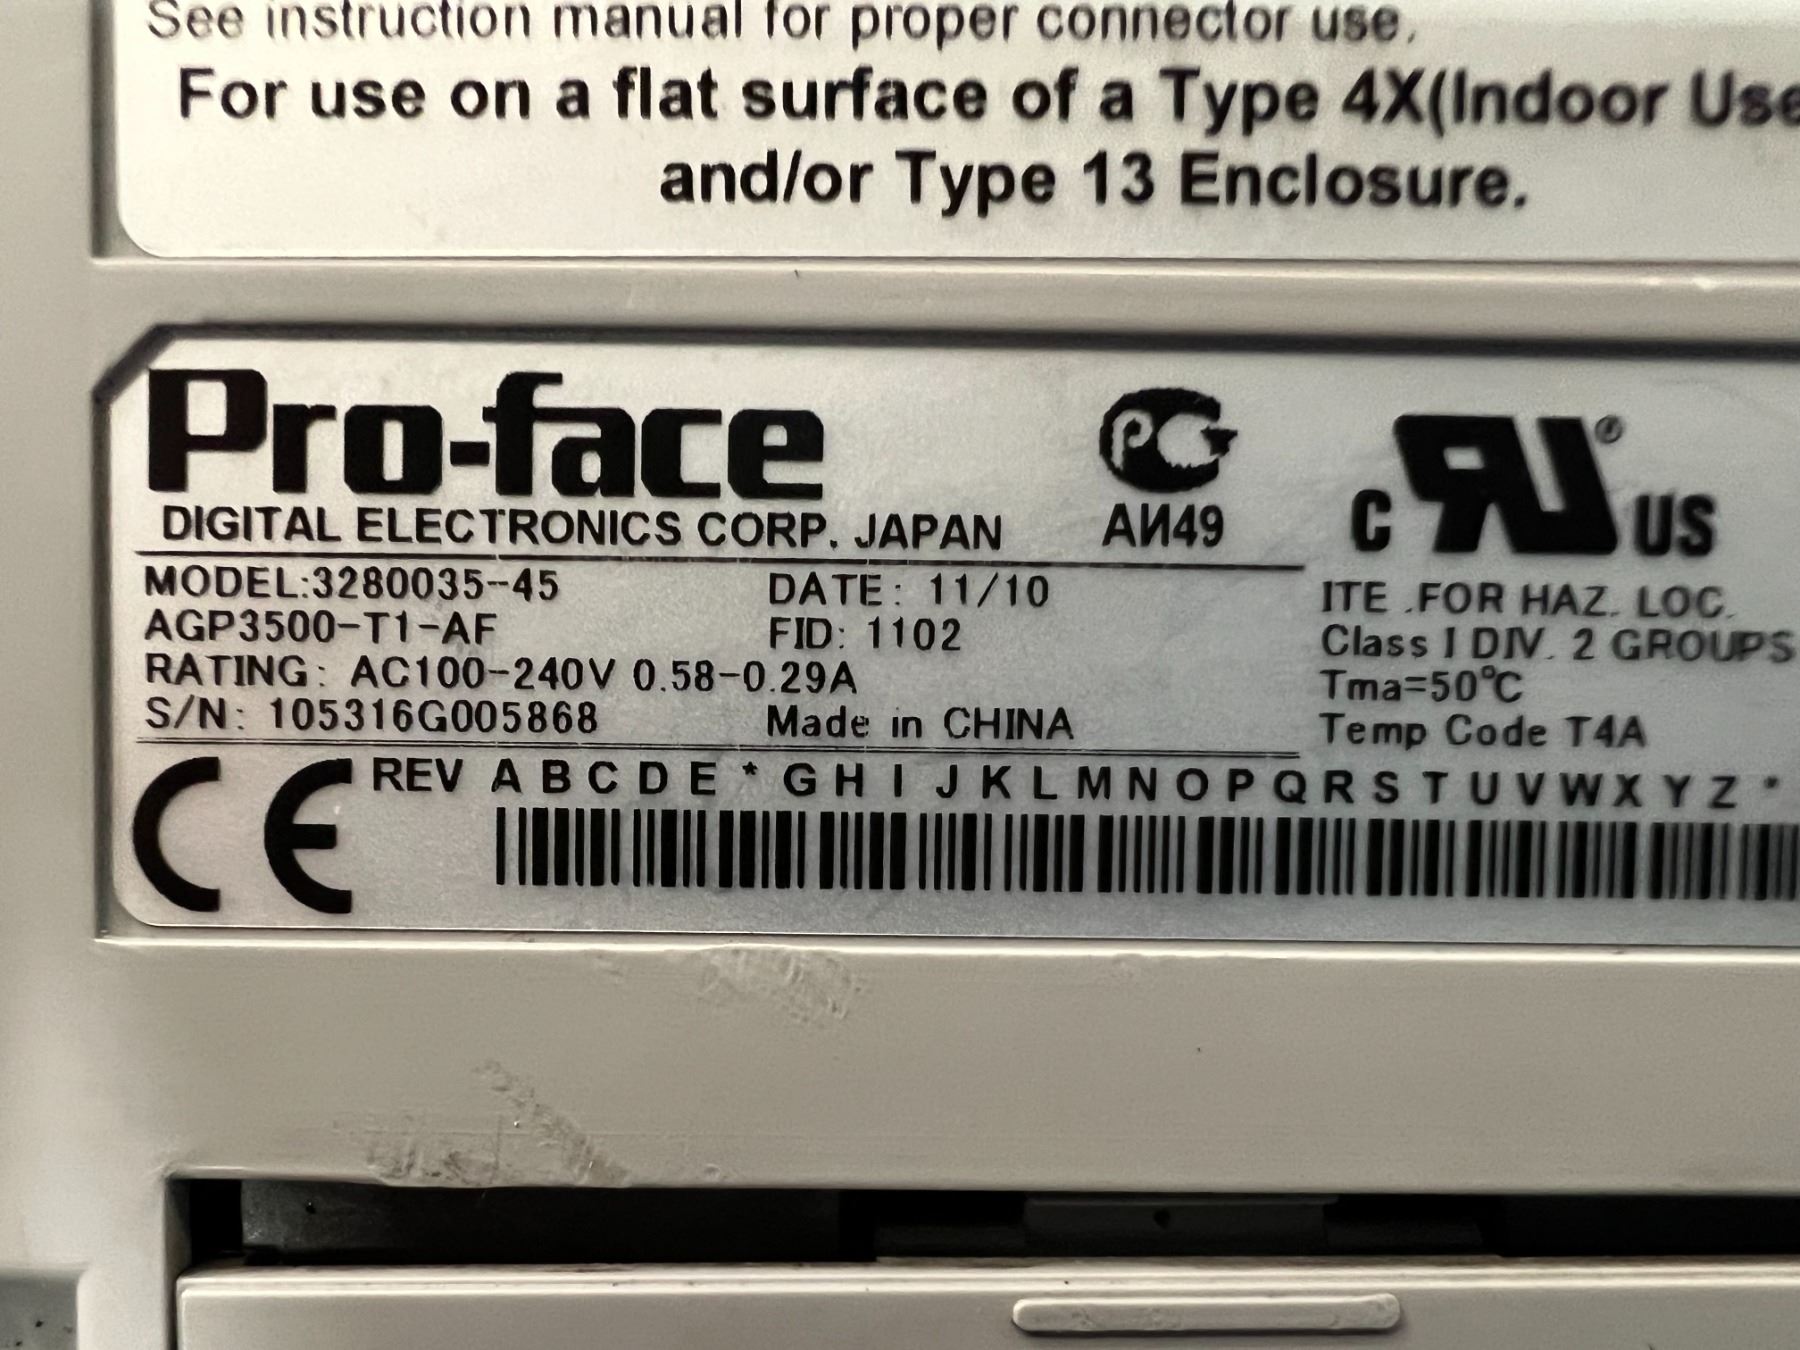 See instruction manual for proper connector use.
For use on a flat surface of a Type 4X(Indoor Use
and/or Type 13 Enclosure.
Pro-face
DIGITAL ELECTRONICS CORP. JAPAN
PG
АИ49
C RU ® US
MODEL:3280035-45
DATE: 11/10
AGP3500-T1-AF
FID: 1102
RATING: AC100-240V 0.58-0.29A
S/N: 105316G005868
Made in CHINA
ITE .FOR HAZ. LOC.
Class I DIV. 2 GROUPS
Tma=50℃
Temp Code T4A
CE
REV A B C D E * G H I J K L M N O P Q R S T U V W X Y Z *